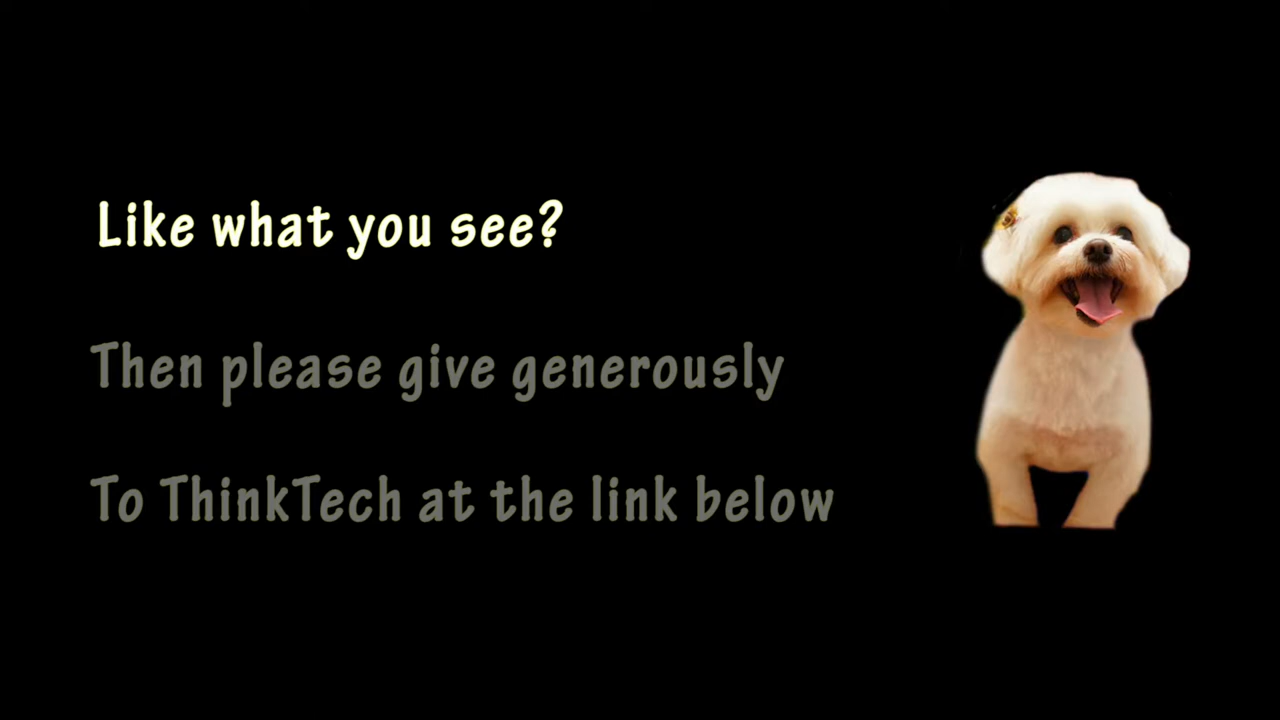 Like what you see?
Then please give generously
To ThinkTech at the link below